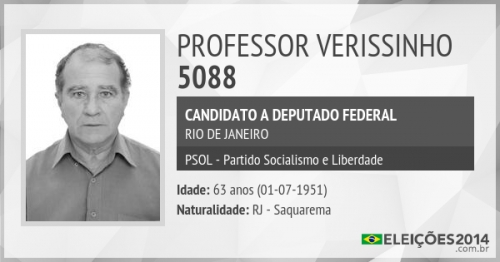 PROFESSOR VERISSINHO
5088
CANDIDATO A DEPUTADO FEDERAL
RIO DE JANEIRO
PSOL - Partido Socialismo e Liberdade
Idade: 63 anos (01-07-1951)
Naturalidade: RJ - Saquarema
ELEIÇÕES2014
.com.br